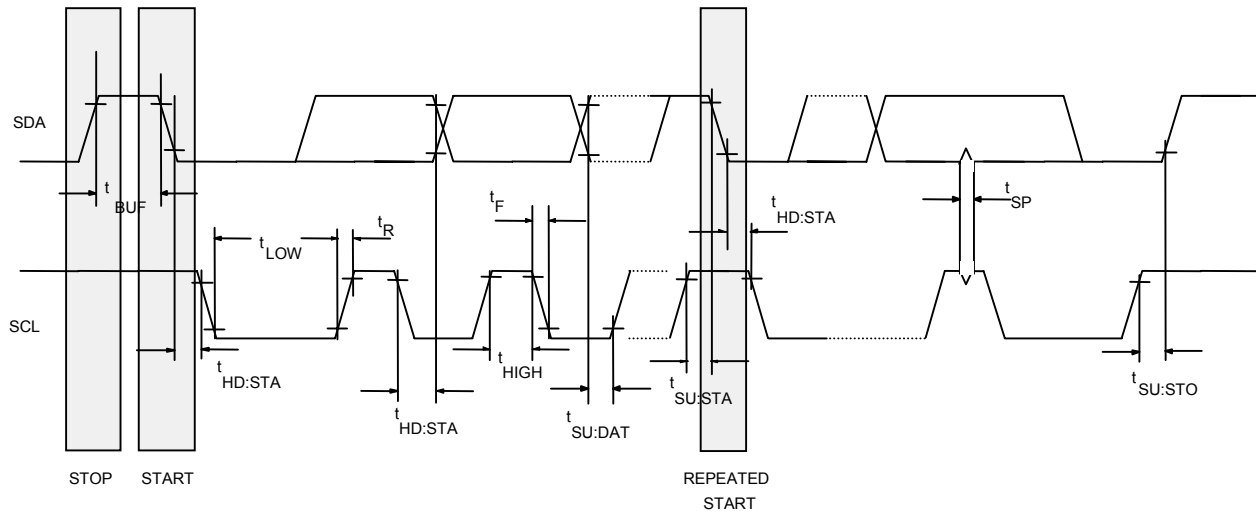 SDA
t
BUF
t
LOW
t
R
t
F
t
HD:STA
t
SP
SCL
t
HD:STA
t
HD:STA
t
HIGH
t
SU:DAT
t
SU:STA
t
SU:STO
STOP
START
REPEATED
START